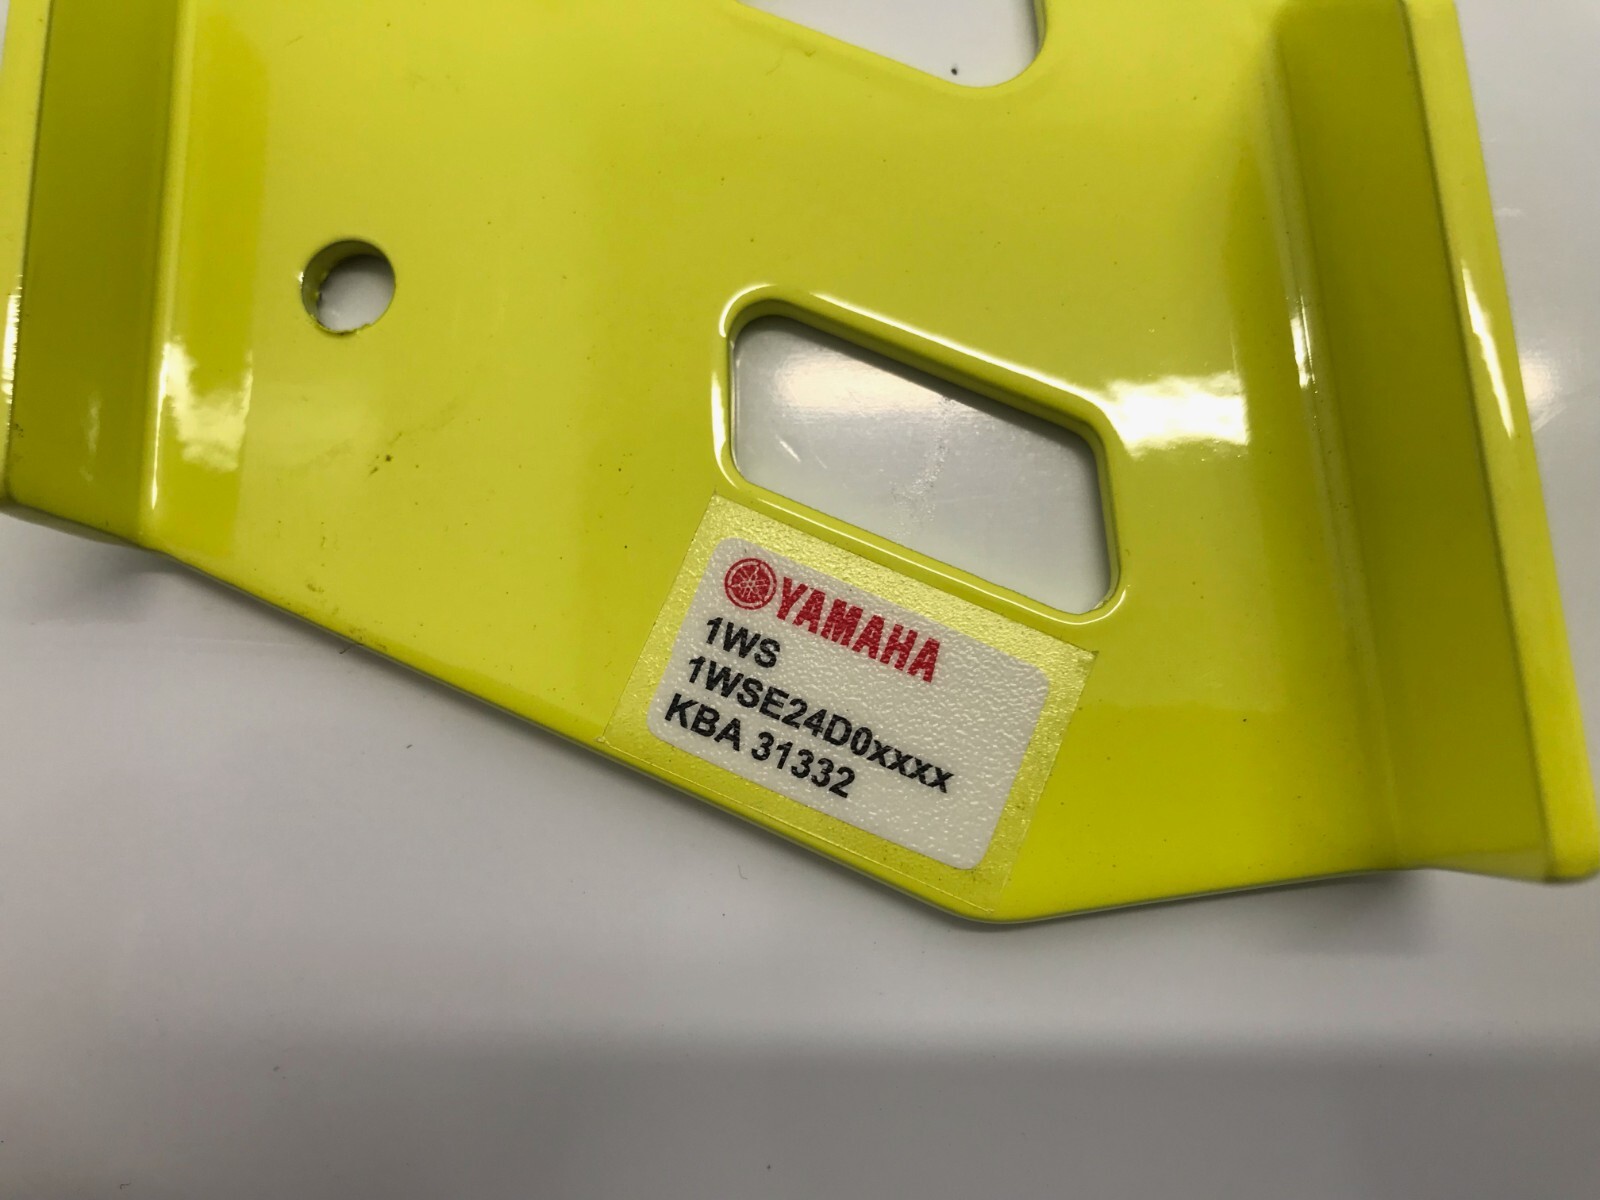 YAMAHA
1WS
1WSE24D0xxxx
KBA 31332